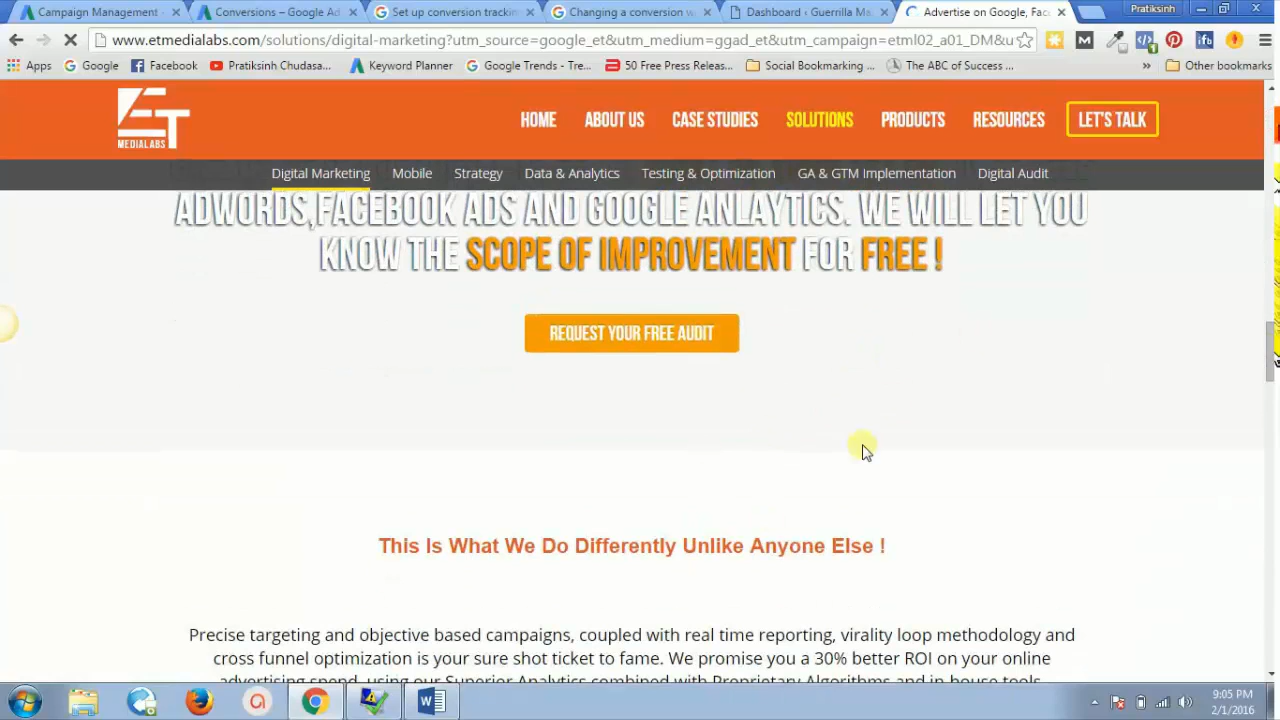 Campaign Management -
Conversions – Google Ad
Set up conversion trackin
Changing a conversion w
Dashboard ‹ Guerrilla Ma
Advertise on Google, Fac
Pratiksinh
www.etmedialabs.com/solutions/digital-marketing?utm_source=google_et&utm_medium=ggad_et&utm_campaign=etml02_a01_DM&u
Apps
Google
Facebook
Pratiksinh Chudasa...
Keyword Planner
Google Trends - Tre...
50 Free Press Relea...
Social Bookmarking ...
The ABC of Success ...
»
Other bookmarks
ET
MEDIALABS
HOME
ABOUT US
CASE STUDIES
SOLUTIONS
PRODUCTS
RESOURCES
LET'S TALK
Digital Marketing
Mobile
Strategy
Data & Analytics
Testing & Optimization
GA & GTM Implementation
Digital Audit
ADWORDS,FACEBOOK ADS AND GOOGLE ANLAYTICS. WE WILL LET YOU
KNOW THE SCOPE OF IMPROVEMENT FOR FREE !
REQUEST YOUR FREE AUDIT
This Is What We Do Differently Unlike Anyone Else !
Precise targeting and objective based campaigns, coupled with real time reporting, virality loop methodology and
cross funnel optimization is your sure shot ticket to fame. We promise you a 30% better ROI on your online
advertising spend, using our Superior Analytics combined with Proprietary Algorithms and in-house tools.
9:05 PM
2/1/2016